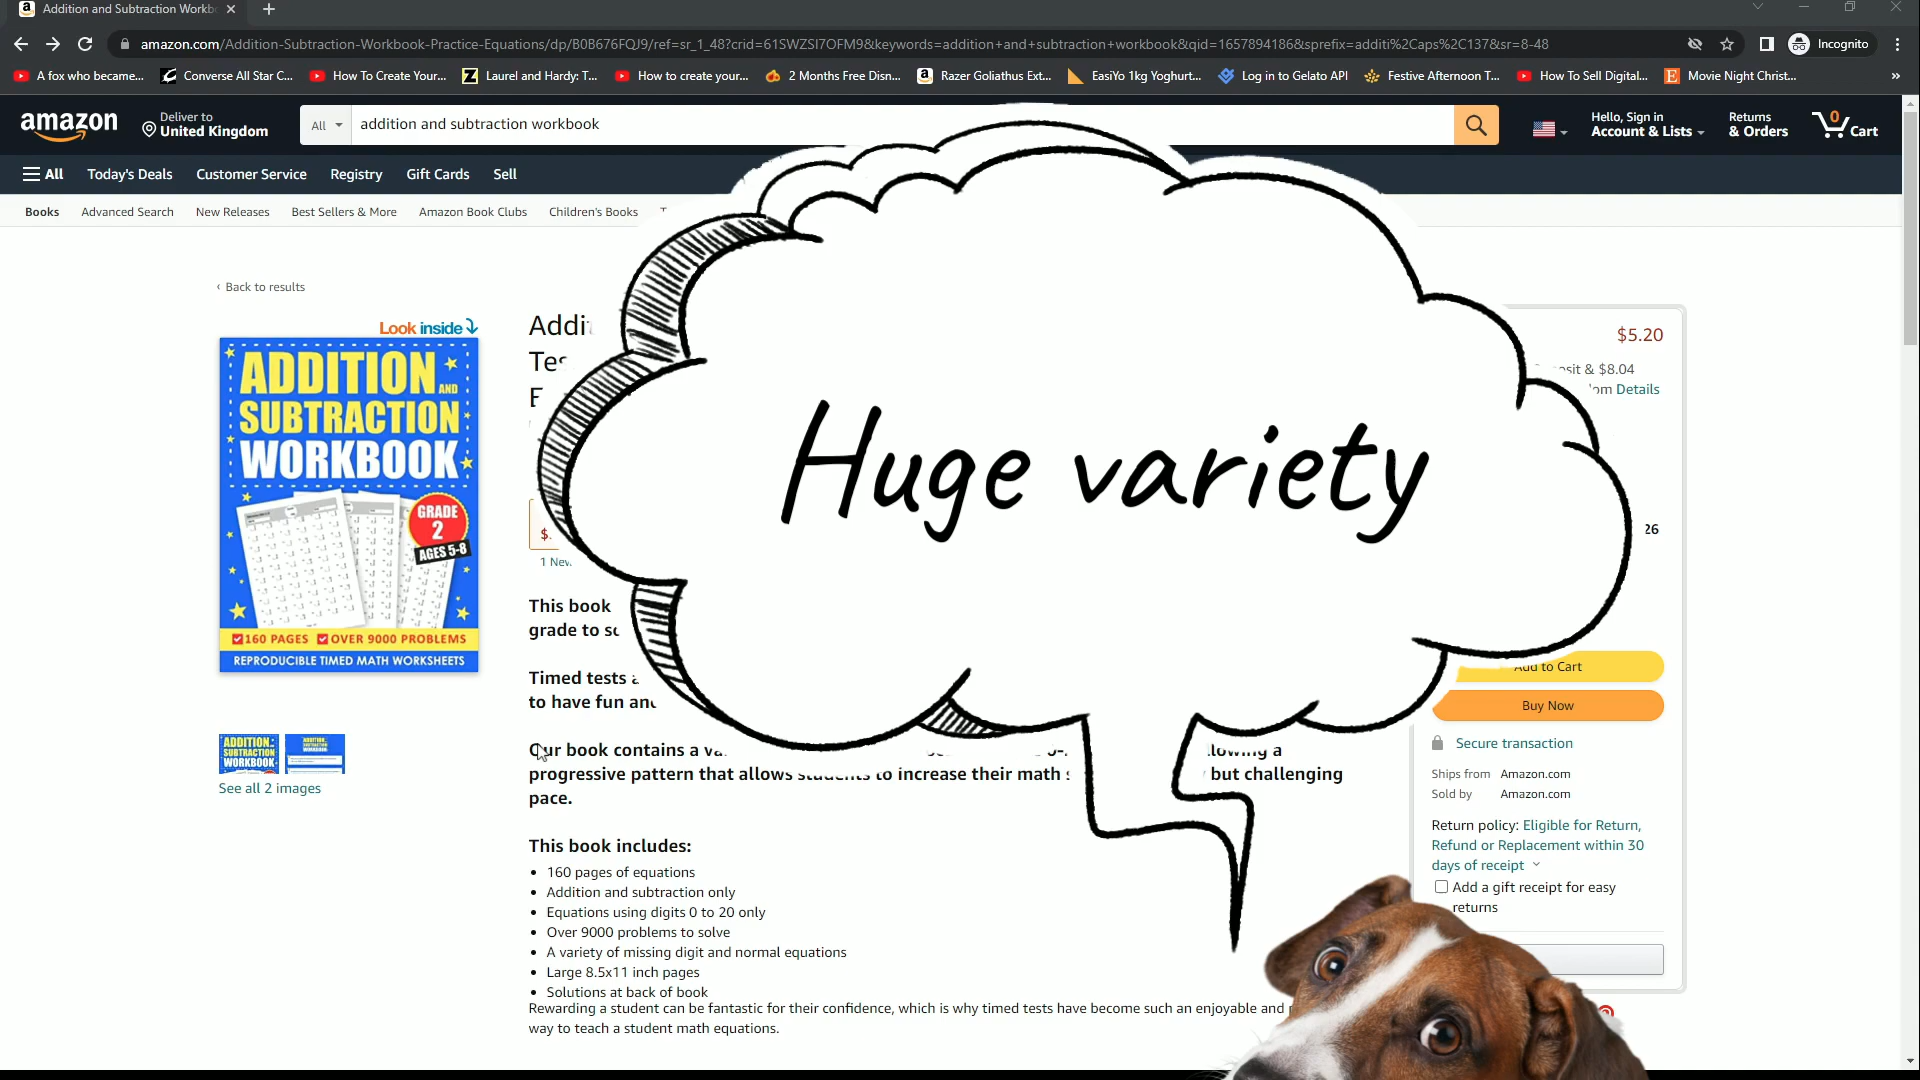 Addition and Subtraction Workb
amazon.com/Addition-Subtraction-Workbook-Practice-Equations/dp/B0B676FQJ9/ref=sr_1_48?crid=61SWZSI7OFM9&keywords=addition+and+subtraction+workbook&qid=1657894186&sprefix=additi%2Caps%2C137&sr=8-48
Incognito
A fox who became... Converse All Star C... How To Create Your... Laurel and Hardy: T... How to create your... 2 Months Free Disn... Razer Goliathus Ext... EasiYo 1kg Yoghurt... Log in to Gelato API Festive Afternoon T... How To Sell Digital... Movie Night Christ... »
amazon
Deliver to
United Kingdom
All
addition and subtraction workbook
Hello, Sign in
Account & Lists
Returns
& Orders
0
Cart
All Today's Deals Customer Service Registry Gift Cards Sell
Books Advanced Search New Releases Best Sellers & More Amazon Book Clubs Children's Books
‹ Back to results
Look inside
ADDITION AND
SUBTRACTION
WORKBOOK
GRADE
2
AGES 5-8
160 PAGES OVER 9000 PROBLEMS
REPRODUCIBLE TIMED MATH WORKSHEETS
See all 2 images
Huge variety
This book
grade to
Timed tests
to have fun
Our book contains a
progressive pattern that allows students to increase their math but challenging
pace.
This book includes:
• 160 pages of equations
• Addition and subtraction only
• Equations using digits 0 to 20 only
• Over 9000 problems to solve
• A variety of missing digit and normal equations
• Large 8.5x11 inch pages
• Solutions at back of book
Rewarding a student can be fantastic for their confidence, which is why timed tests have become such an enjoyable and
way to teach a student math equations.
$5.20
& $8.04
Details
26
Add to Cart
Buy Now
Secure transaction
Ships from Amazon.com
Sold by Amazon.com
Return policy: Eligible for Return,
Refund or Replacement within 30
days of receipt
Add a gift receipt for easy
returns